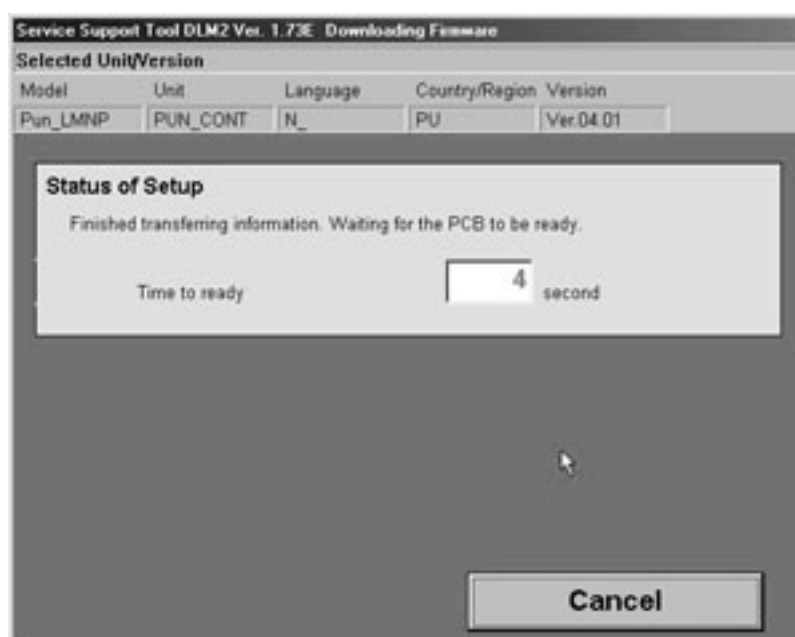 Service Support Tool DLM2 Ver. 1.73E Downloading Firmware
Selected Unit/Version
Model Unit Language Country/Region Version
Pun_LMNP PUN_CONT N_ PU Ver.04.01
Status of Setup
Finished transferring information. Waiting for the PCB to be ready.
Time to ready 4 second
Cancel